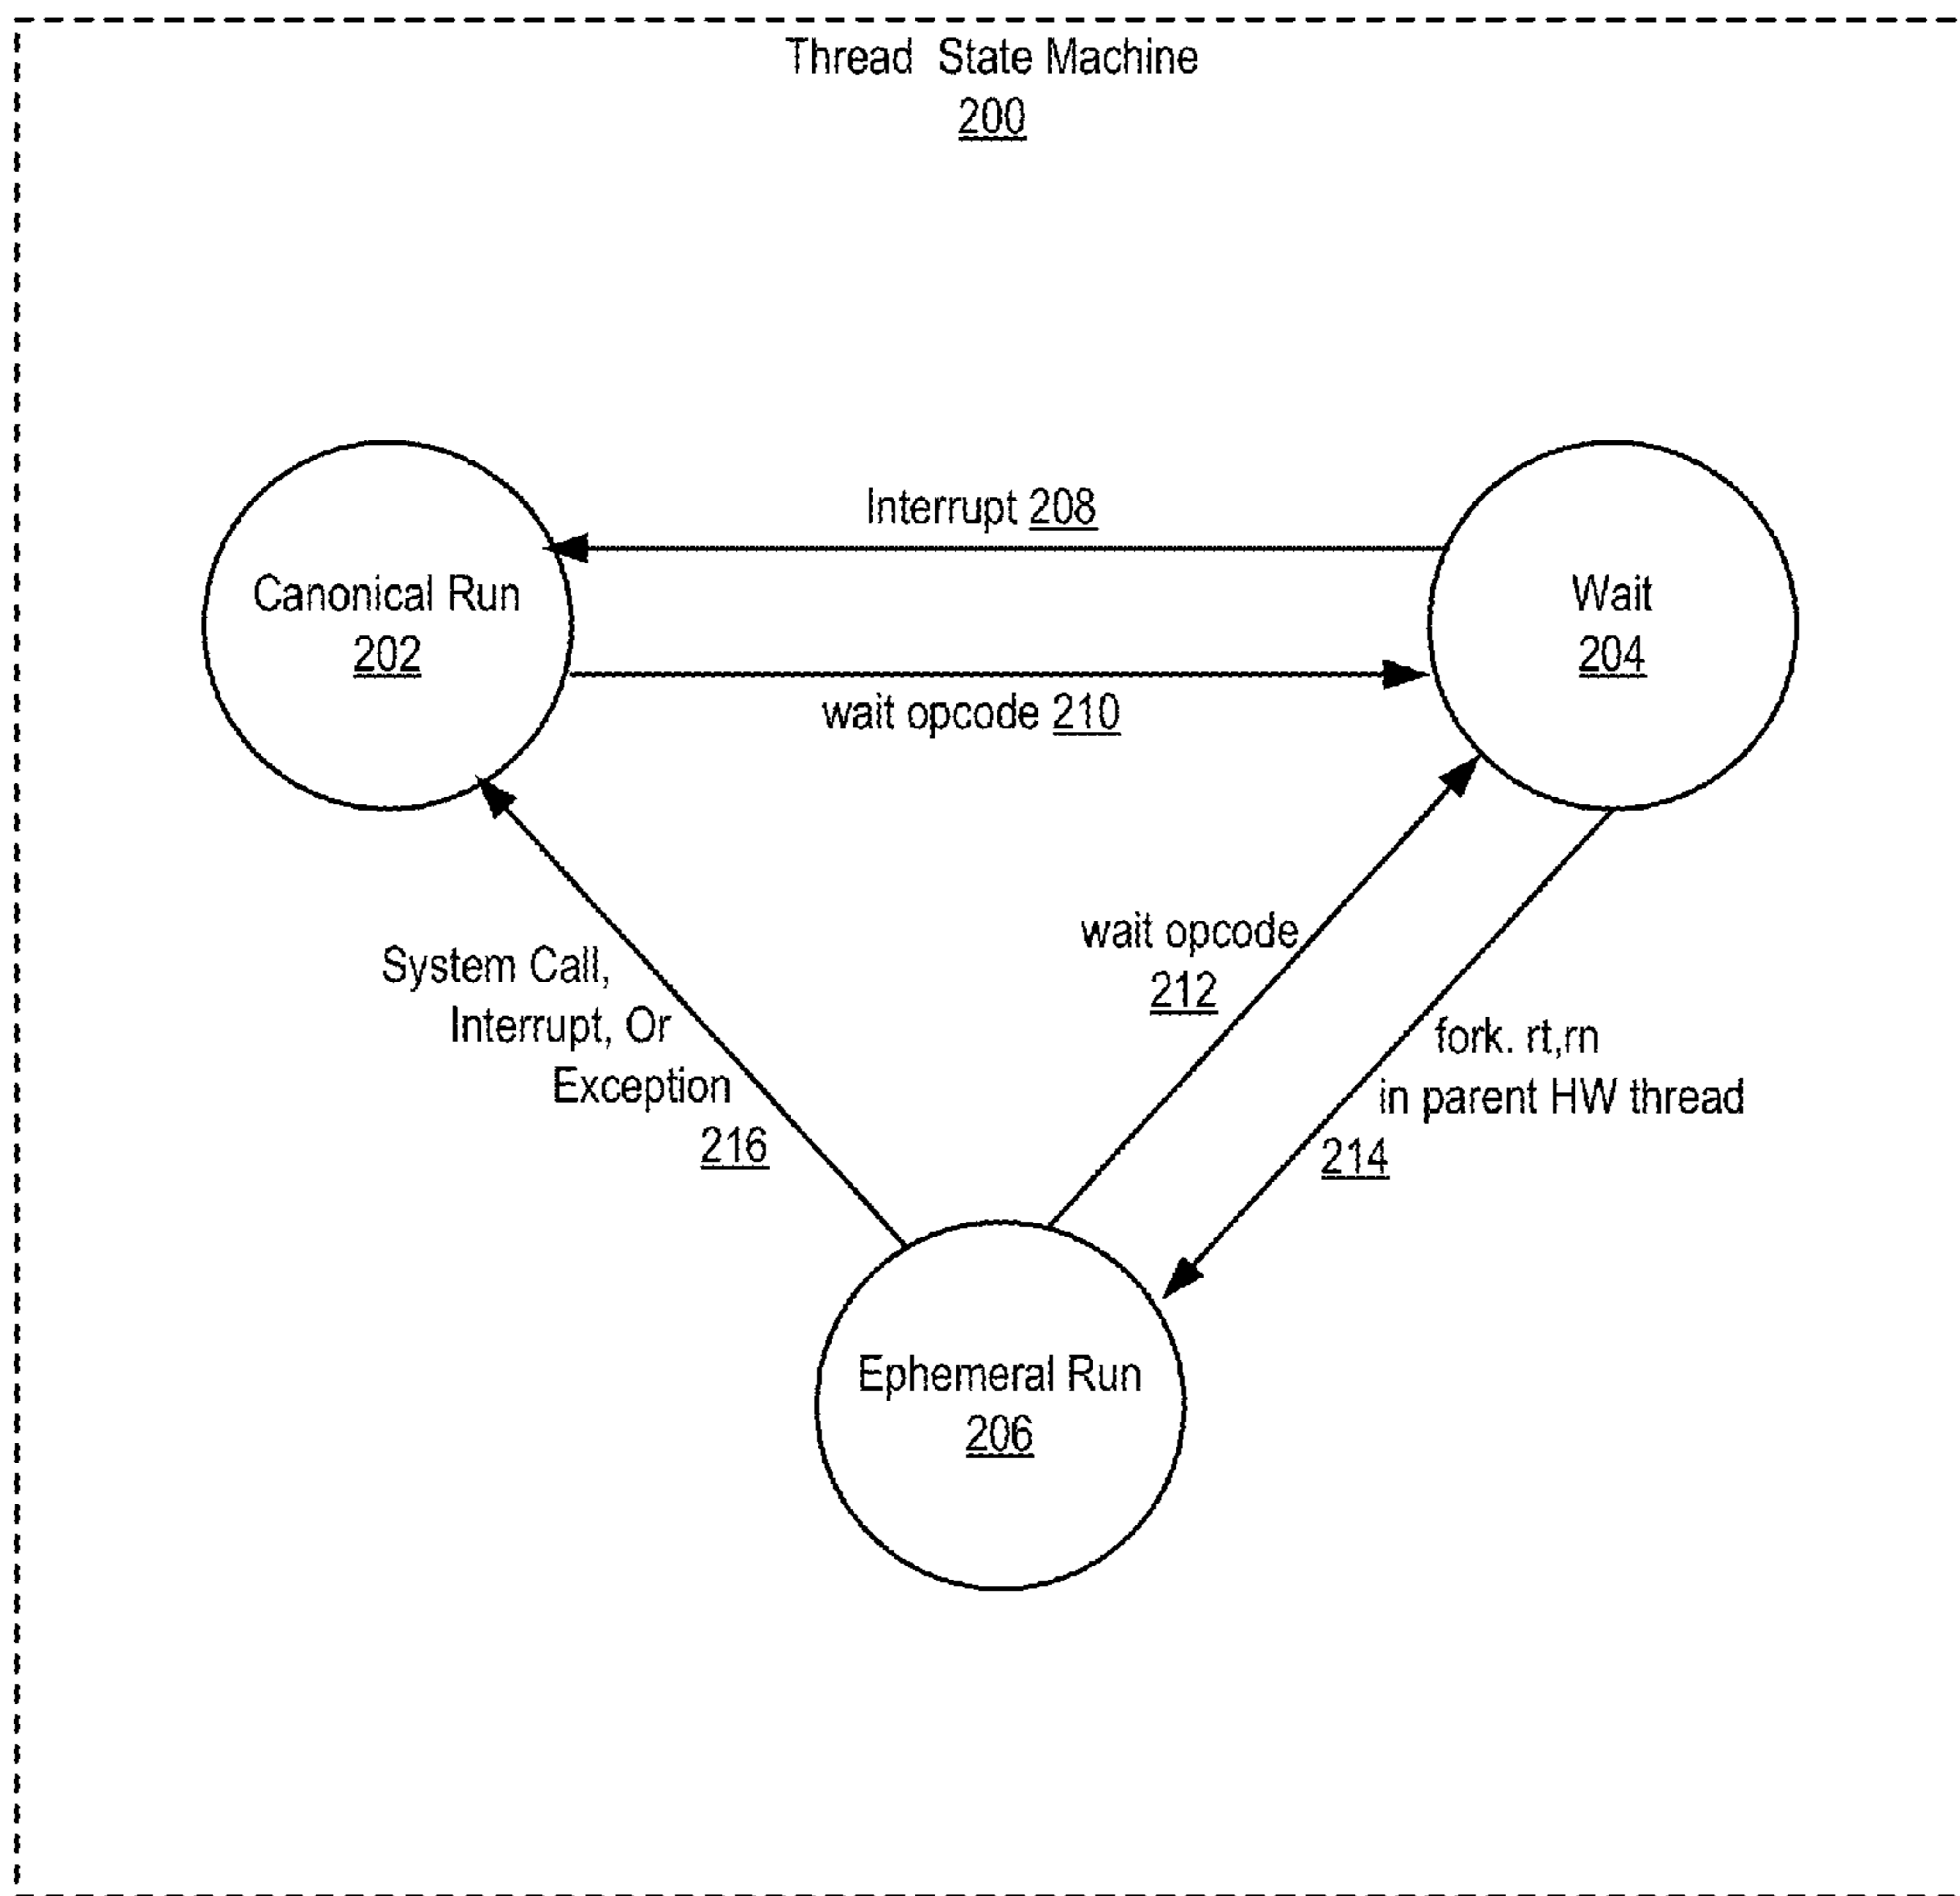 Thread State Machine
200
Interrupt 208
Canonical Run
202
Wait
204
wait opcode 210
wait opcode
212
System Call,
Interrupt, Or
Exception
216
fork. rt,rn
in parent HW thread
214
Ephemeral Run
206